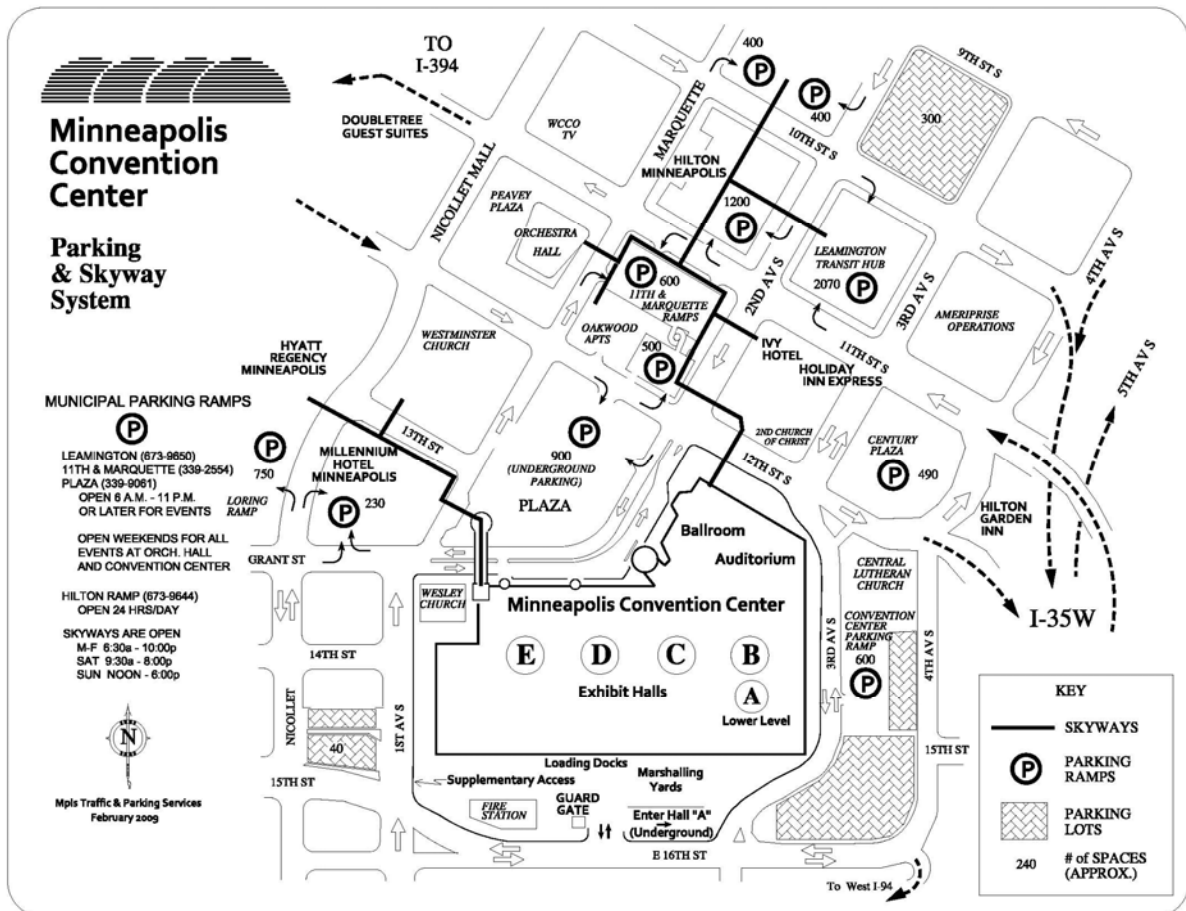 Minneapolis
Convention
Center
Parking
& Skyway
System
TO
I-394
DOUBLETREE
GUEST SUITES
NICOLLET MALL
WCCO
TV
MARQUETTE
400
P
P
400
9TH ST S
300
10TH ST S
HILTON
MINNEAPOLIS
PEAVEY
PLAZA
ORCHESTRA
HALL
1200
P
LEAMINGTON
TRANSIT HUB
2070
P
2ND AV S
3RD AV S
4TH AV S
5TH AV S
AMERIPRISE
OPERATIONS
P
600
11TH &
MARQUETTE
RAMPS
OAKWOOD
APTS
500
P
IVY
HOTEL
HOLIDAY
INN EXPRESS
11TH ST S
WESTMINSTER
CHURCH
HYATT
REGENCY
MINNEAPOLIS
13TH ST
P
900
(UNDERGROUND
PARKING)
PLAZA
2ND CHURCH
OF CHRIST
12TH ST S
CENTURY
PLAZA
P
490
HILTON
GARDEN
INN
MUNICIPAL PARKING RAMPS
P
LEAMINGTON (673-9650)
11TH & MARQUETTE (339-2554)
PLAZA (339-9061)
OPEN 6 A.M. - 11 P.M.
OR LATER FOR EVENTS
OPEN WEEKENDS FOR ALL
EVENTS AT ORCH. HALL
AND CONVENTION CENTER
HILTON RAMP (673-9644)
OPEN 24 HRS/DAY
SKYWAYS ARE OPEN
M-F 6:30a - 10:00p
SAT 9:30a - 8:00p
SUN NOON - 6:00p
N
Mpls Traffic & Parking Services
February 2009
P
750
LORING
RAMP
MILLENNIUM
HOTEL
MINNEAPOLIS
P
230
GRANT ST
WESLEY
CHURCH
Ballroom
Auditorium
Minneapolis Convention Center
E
D
C
B
A
Exhibit Halls
Lower Level
CENTRAL
LUTHERAN
CHURCH
CONVENTION
CENTER
PARKING
RAMP
600
P
3RD AV S
4TH AV S
I-35W
14TH ST
NICOLLET
1ST AV S
40
15TH ST
15TH ST
Loading Docks
Supplementary Access
Marshalling
Yards
FIRE
STATION
GUARD
GATE
Enter Hall "A"
(Underground)
E 16TH ST
To West I-94
KEY
SKYWAYS
P
PARKING
RAMPS
PARKING
LOTS
240
# of SPACES
(APPROX.)